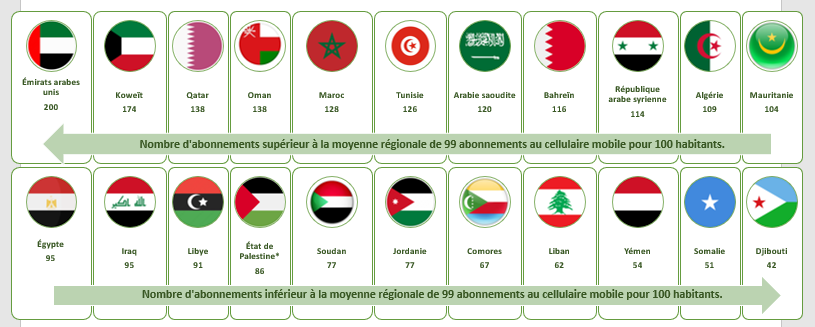 Émirats arabes
unis
200
Koweït
174
Qatar
138
Oman
138
Maroc
128
Tunisie
126
Arabie saoudite
120
Bahreïn
116
République
arabe syrienne
114
Algérie
109
Mauritanie
104
Nombre d'abonnements supérieur à la moyenne régionale de 99 abonnements au cellulaire mobile pour 100 habitants.
Égypte
95
Iraq
95
Libye
91
État de
Palestine*
86
Soudan
77
Jordanie
77
Comores
67
Liban
62
Yémen
54
Somalie
51
Djibouti
42
Nombre d'abonnements inférieur à la moyenne régionale de 99 abonnements au cellulaire mobile pour 100 habitants.